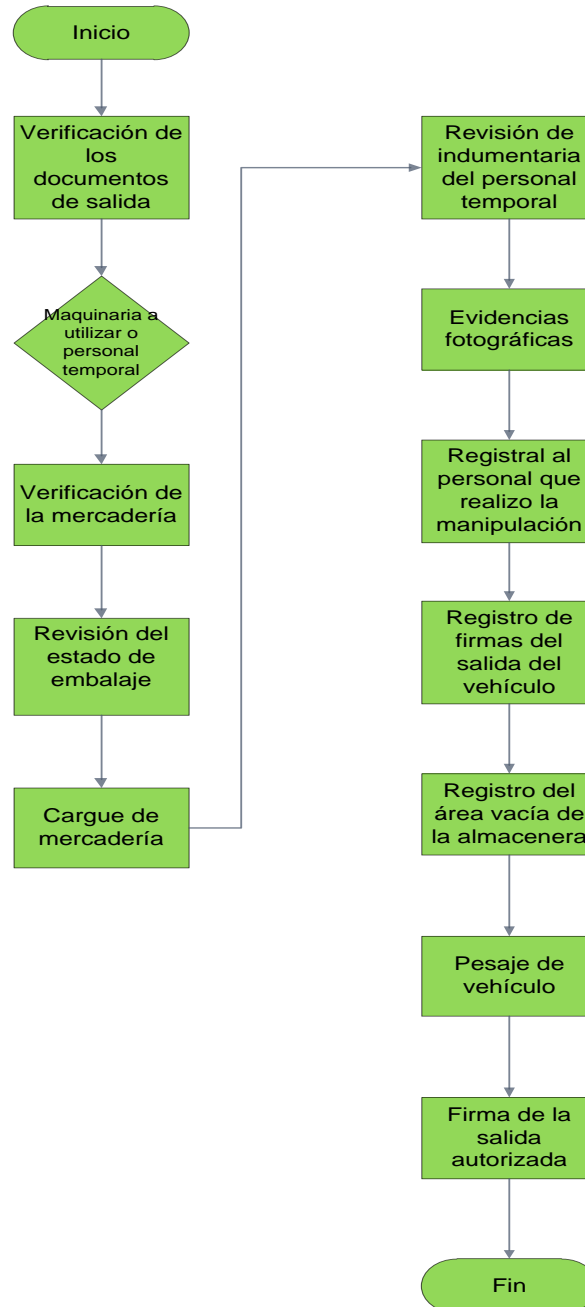 Inicio
Verificación de
los
documentos
de salida
Maquinaria a
utilizar o
personal
temporal
Verificación de
la mercadería
Revisión del
estado de
embalaje
Cargue de
mercadería
Revisión de
indumentaria
del personal
temporal
Evidencias
fotográficas
Registral al
personal que
realizo la
manipulación
Registro de
firmas del
salida del
vehículo
Registro del
área vacía de
la almacenera
Pesaje de
vehículo
Firma de la
salida
autorizada
Fin